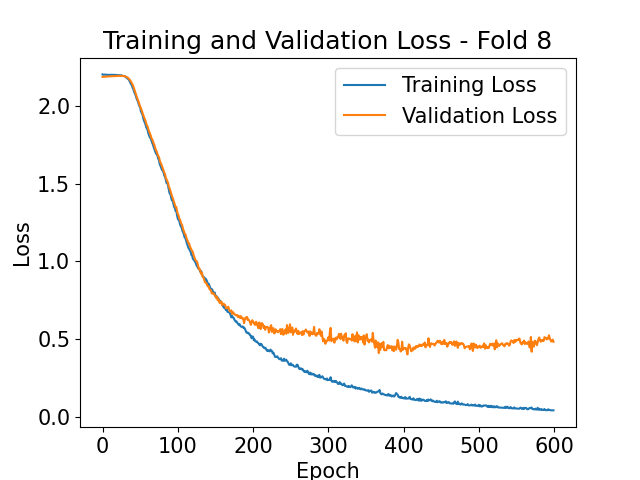 Training and Validation Loss - Fold 8
Training Loss
Validation Loss
Loss
2.0
1.5
1.0
0.5
0.0
0 100 200 300 400 500 600
Epoch